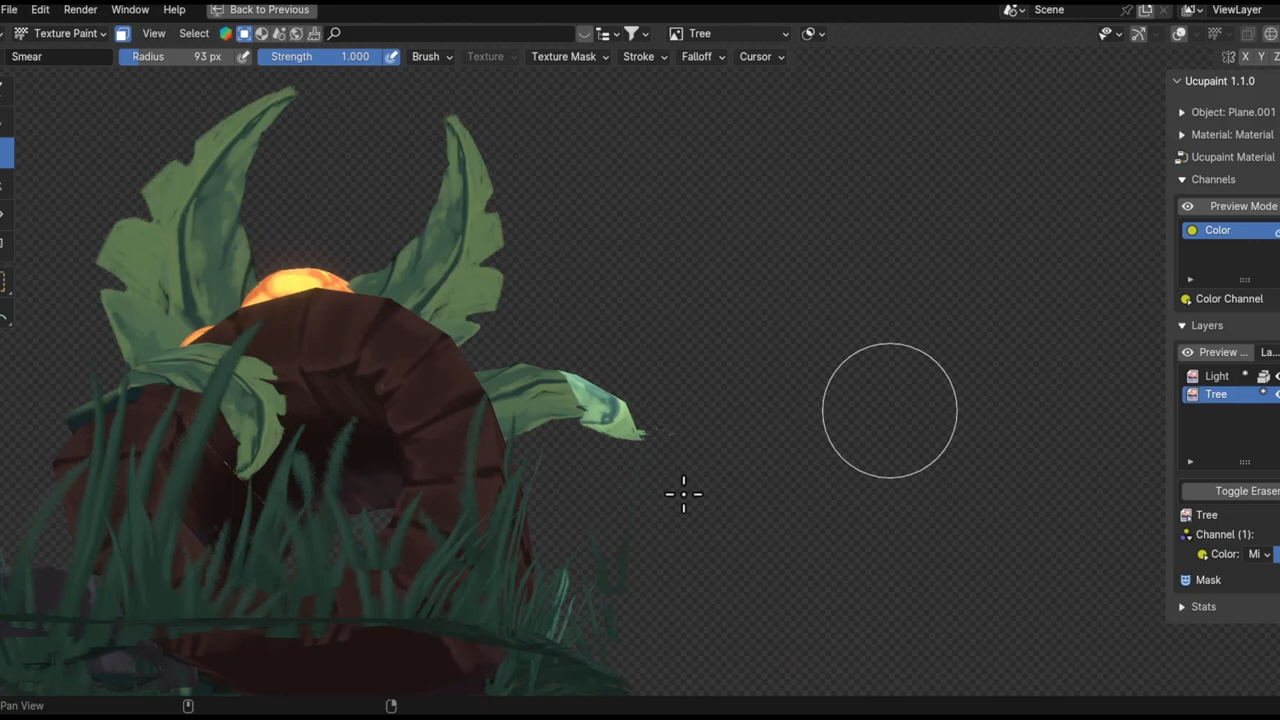 File Edit Render Window Help Back to Previous Scene ViewLayer
Texture Paint View Select Tree
Smear Radius 93 px Strength 1.000 Brush Texture Texture Mask Stroke Falloff Cursor X Y Z
Ucupaint 1.1.0
Object: Plane.001
Material: Material
Ucupaint Material
Channels
Preview Mode
Color
Color Channel
Layers
Preview ... La...
Light *
Tree *
Toggle Eraser
Tree
Channel (1):
Color: Mi
Mask
Stats
Pan View